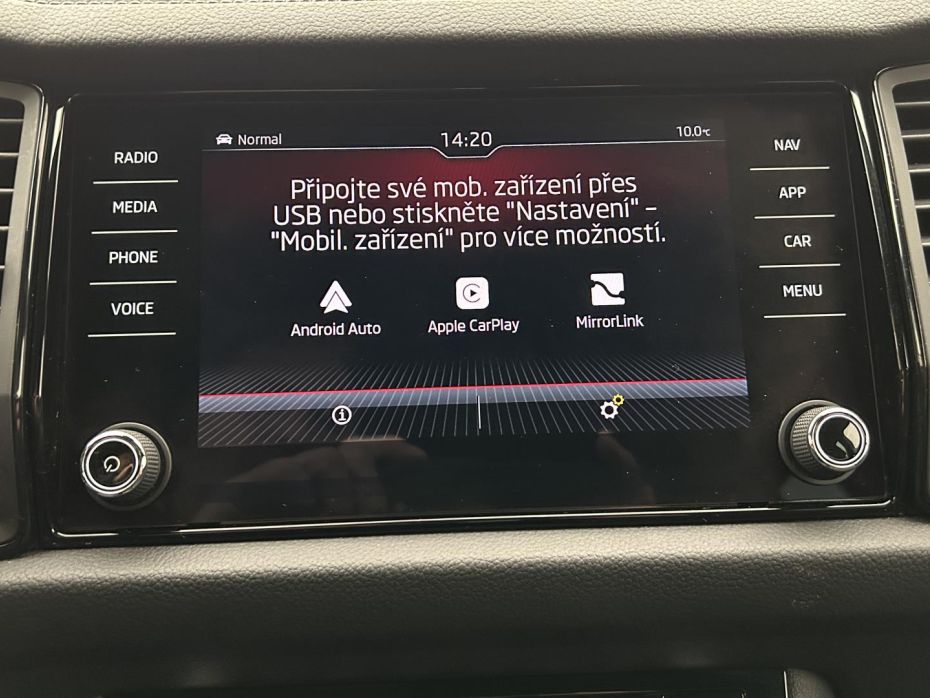 RADIO
MEDIA
PHONE
VOICE
Normal
14:20
10.0°C
Připojte své mob. zařízení přes
USB nebo stiskněte "Nastavení" –
"Mobil. zařízení" pro více možností.
Android Auto
Apple CarPlay
MirrorLink
NAV
APP
CAR
MENU